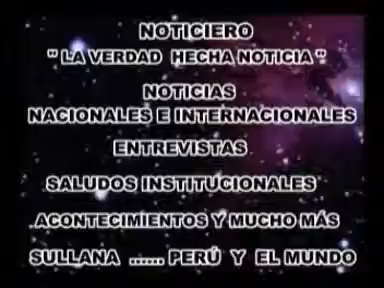 NOTICIERO
" LA VERDAD HECHA NOTICIA "
NOTICIAS
NACIONALES E INTERNACIONALES
ENTREVISTAS
SALUDOS INSTITUCIONALES
ACONTECIMIENTOS Y MUCHO MÁS
SULLANA ...... PERÚ Y EL MUNDO